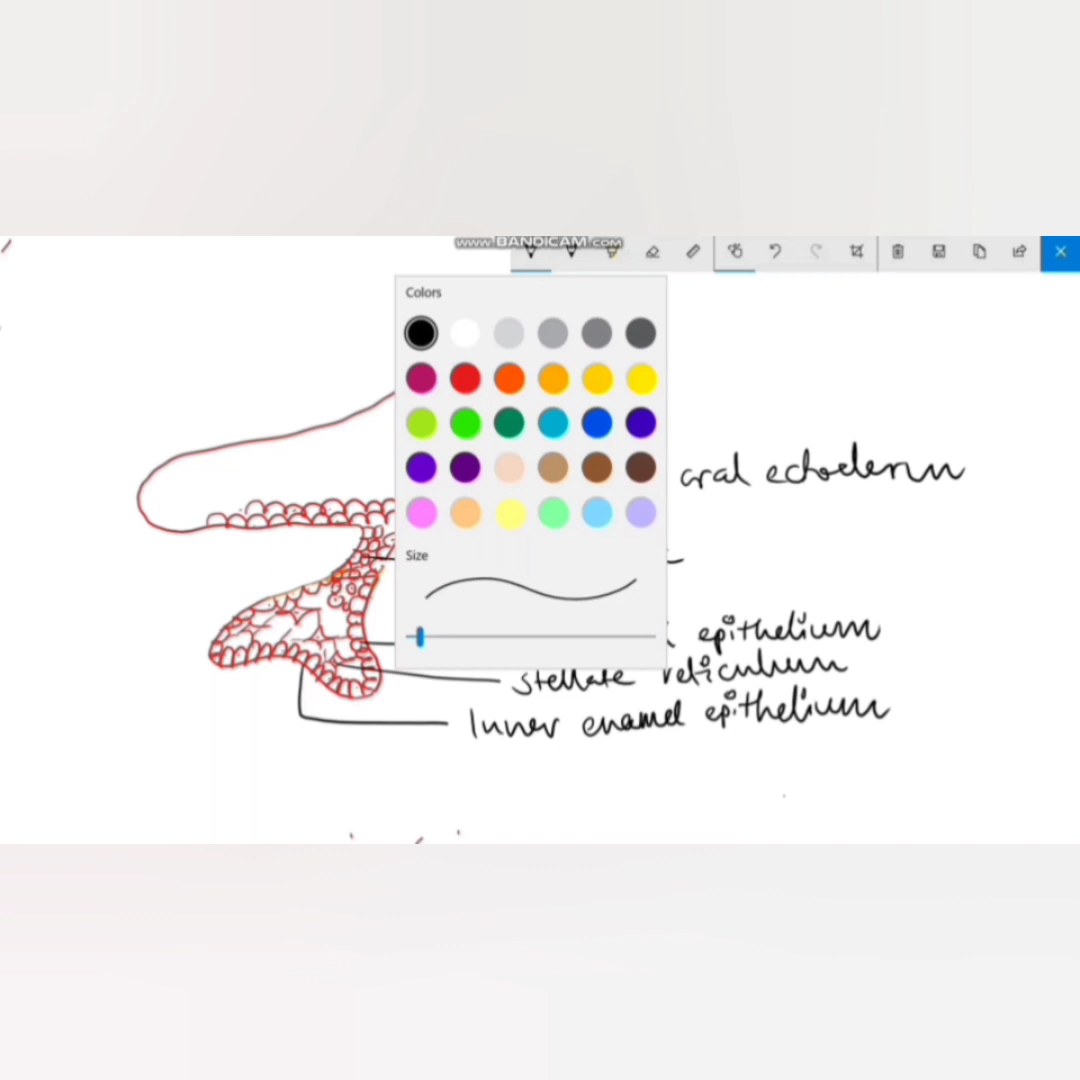 www.BANDICAM.com
Colors
oral ectoderm
Size
epithelium
stellate reticulum
Inner enamel epithelium